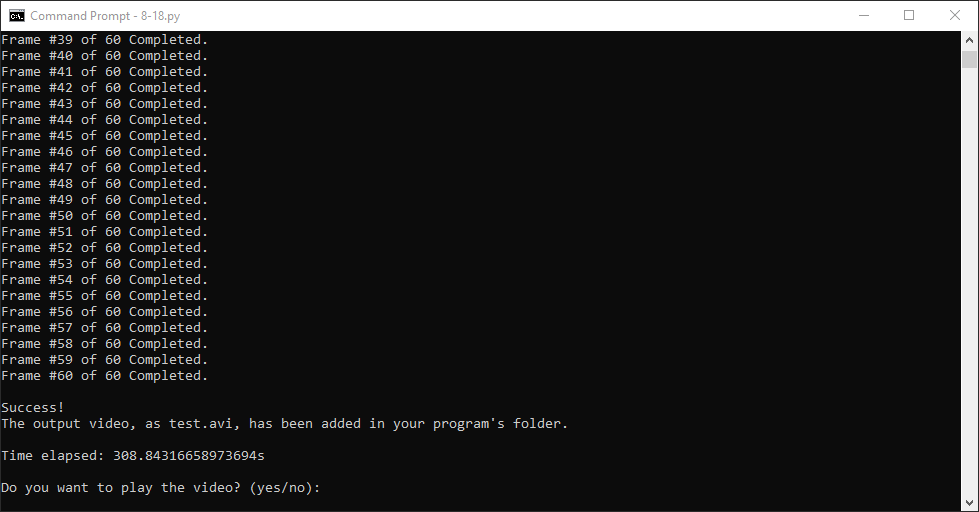 Command Prompt - 8-18.py
Frame #39 of 60 Completed.
Frame #40 of 60 Completed.
Frame #41 of 60 Completed.
Frame #42 of 60 Completed.
Frame #43 of 60 Completed.
Frame #44 of 60 Completed.
Frame #45 of 60 Completed.
Frame #46 of 60 Completed.
Frame #47 of 60 Completed.
Frame #48 of 60 Completed.
Frame #49 of 60 Completed.
Frame #50 of 60 Completed.
Frame #51 of 60 Completed.
Frame #52 of 60 Completed.
Frame #53 of 60 Completed.
Frame #54 of 60 Completed.
Frame #55 of 60 Completed.
Frame #56 of 60 Completed.
Frame #57 of 60 Completed.
Frame #58 of 60 Completed.
Frame #59 of 60 Completed.
Frame #60 of 60 Completed.
Success!
The output video, as test.avi, has been added in your program's folder.
Time elapsed: 308.84316658973694s
Do you want to play the video? (yes/no):